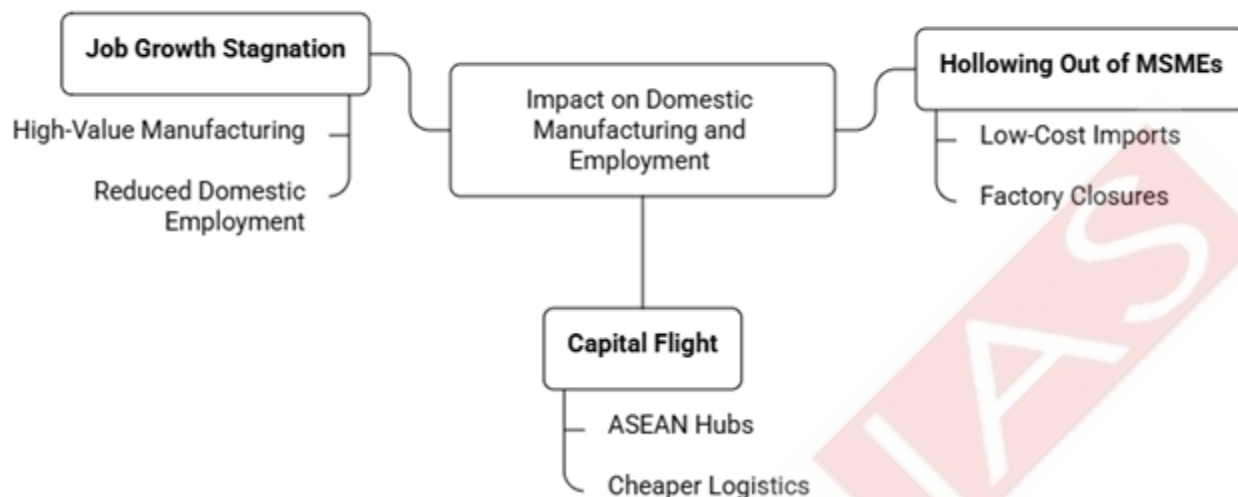 Job Growth Stagnation
High-Value Manufacturing
Reduced Domestic
Employment
Impact on Domestic
Manufacturing and
Employment
Hollowing Out of MSMEs
Low-Cost Imports
Factory Closures
Capital Flight
ASEAN Hubs
Cheaper Logistics
IAS